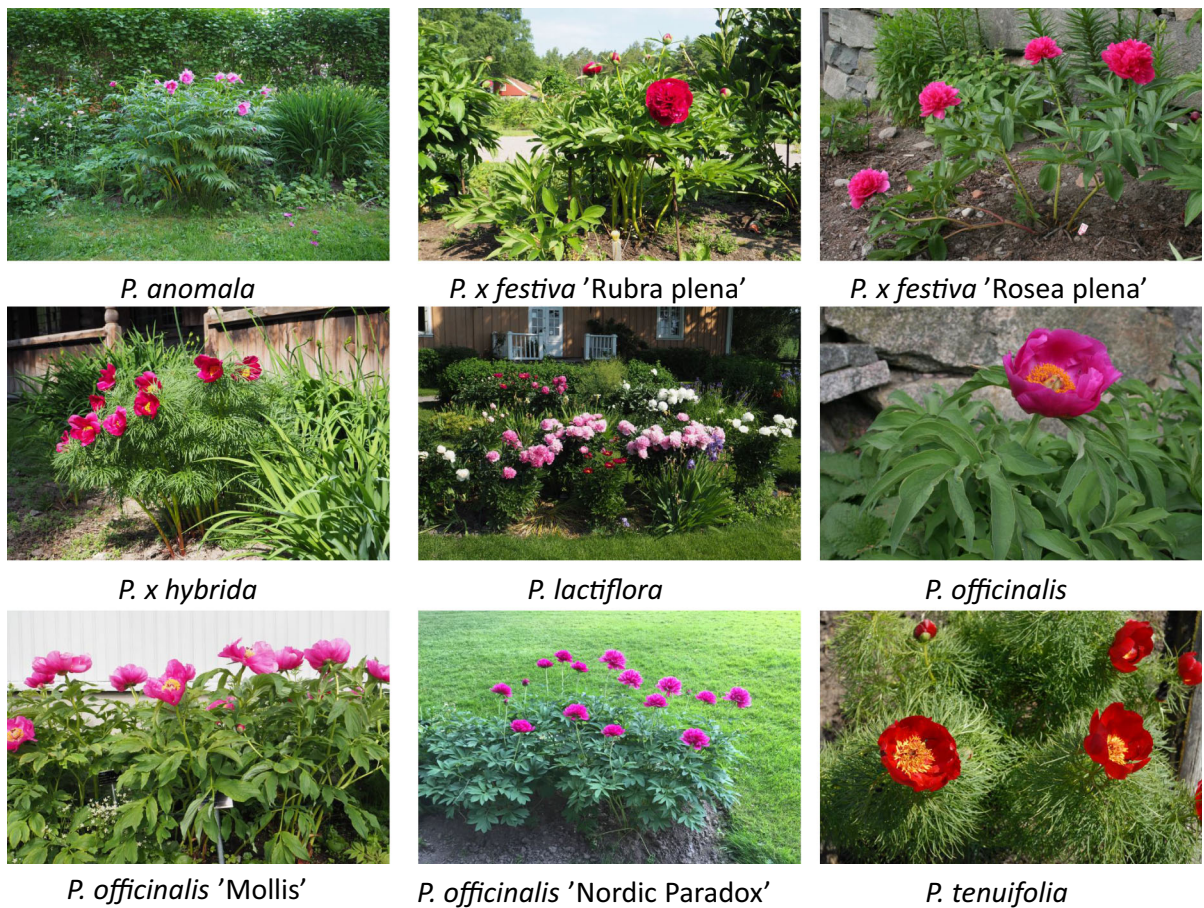 P. anomala
P. x festiva ’Rubra plena’
P. x festiva ’Rosea plena’
P. x hybrida
P. lactiflora
P. officinalis
P. officinalis ’Mollis’
P. officinalis ’Nordic Paradox’
P. tenuifolia